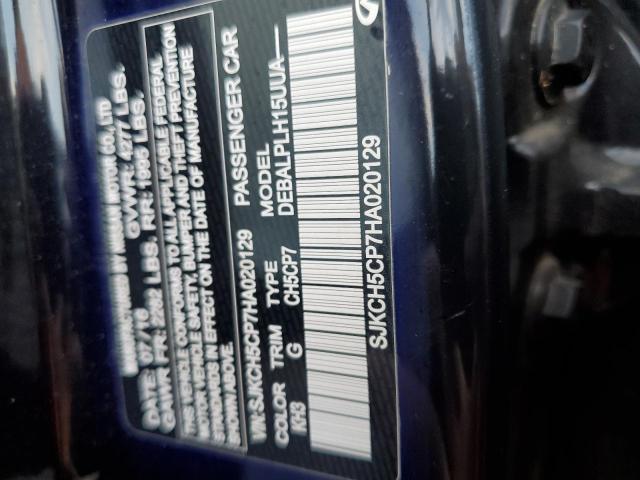 MANUFACTURED BY NISSAN MOTOR CO., LTD
07/16 GVWR: 4277 LBS.
GAWR FR: 2282 LBS. RR: 1995 LBS.
THIS VEHICLE CONFORMS TO ALL APPLICABLE FEDERAL
MOTOR VEHICLE SAFETY, BUMPER AND THEFT PREVENTION
STANDARDS IN EFFECT ON THE DATE OF MANUFACTURE
SHOWN ABOVE.
VIN:SJKCH5CP7HA020129 PASSENGER CAR
COLOR TRIM TYPE MODEL
KH3 G CH5CP7 DEBALPLH15UUA
SJKCH5CP7HA020129